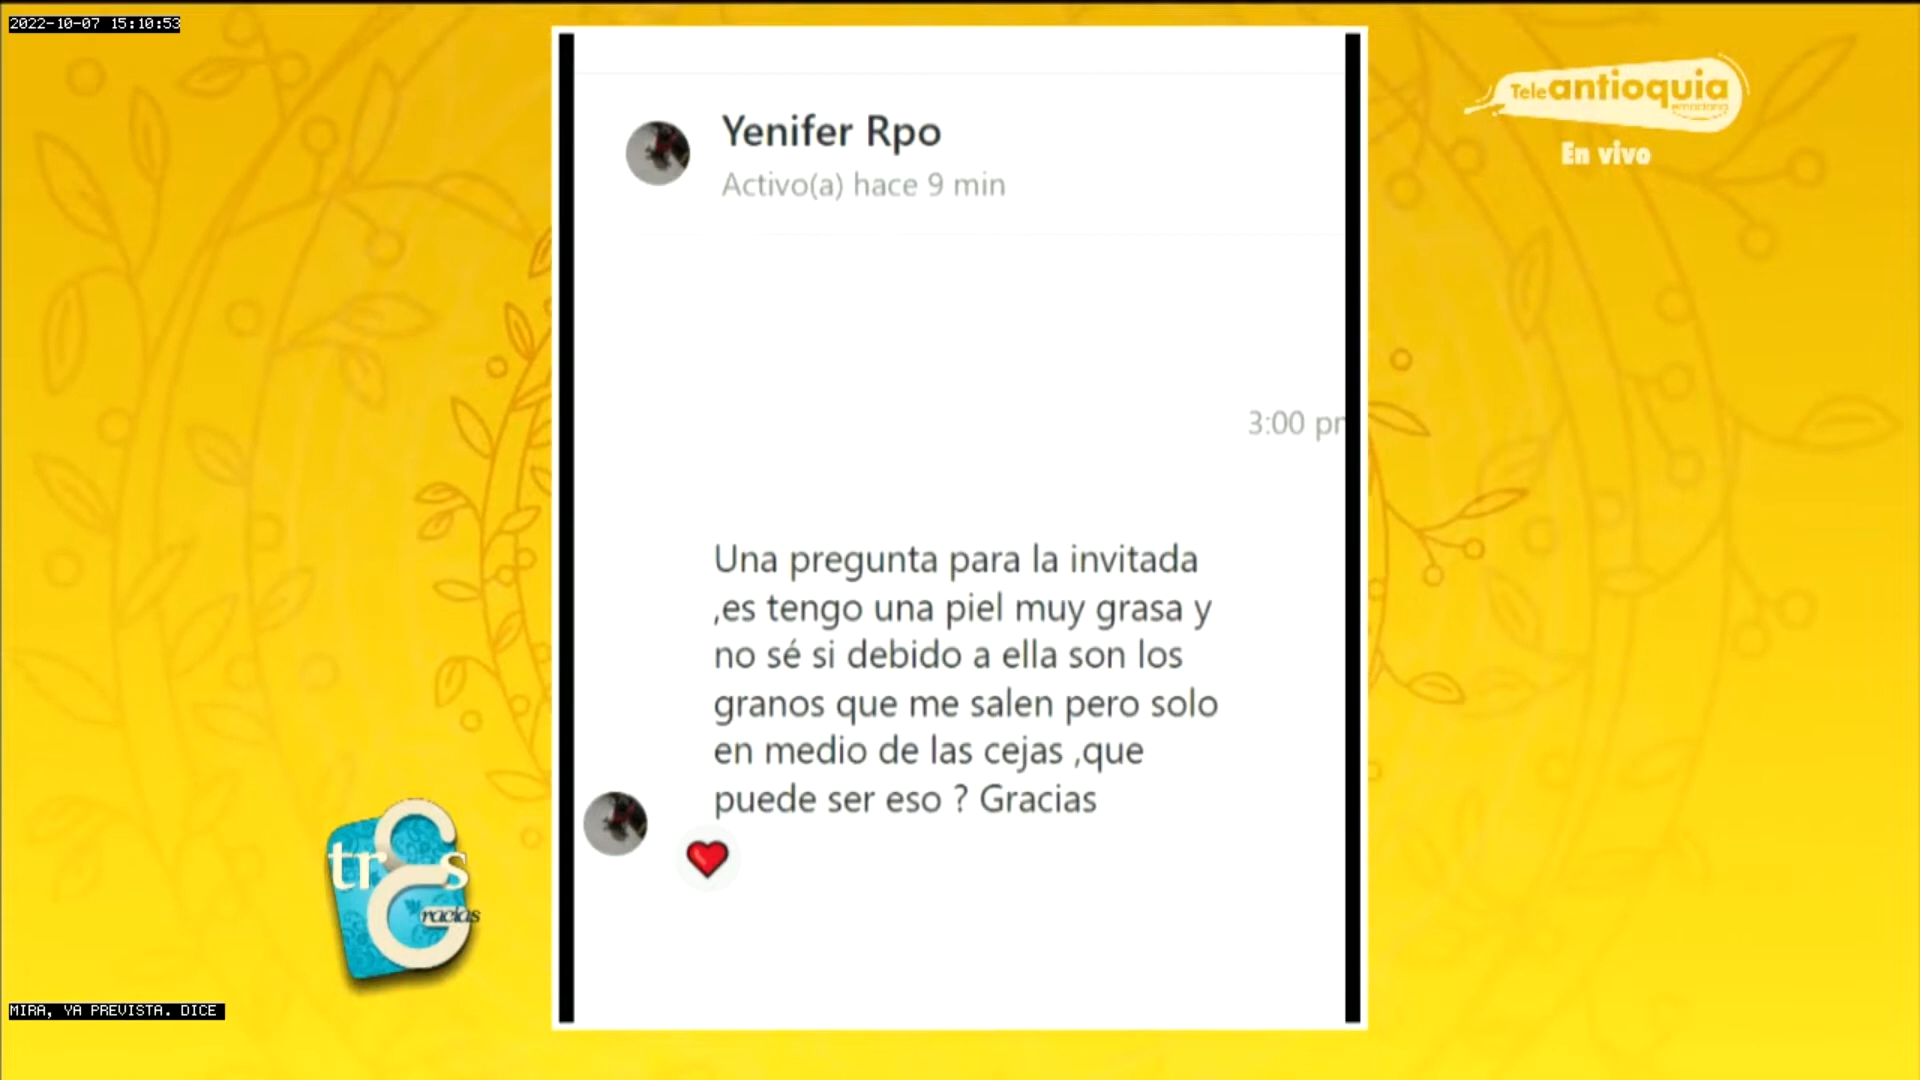 2022-10-07 15:10:53
Teleantioquia
emociona
En vivo
Yenifer Rpo
Activo(a) hace 9 min
3:00 pm
Una pregunta para la invitada
,es tengo una piel muy grasa y
no sé si debido a ella son los
granos que me salen pero solo
en medio de las cejas ,que
puede ser eso ? Gracias
trEs
Gracias
MIRA, YA PREVISTA. DICE